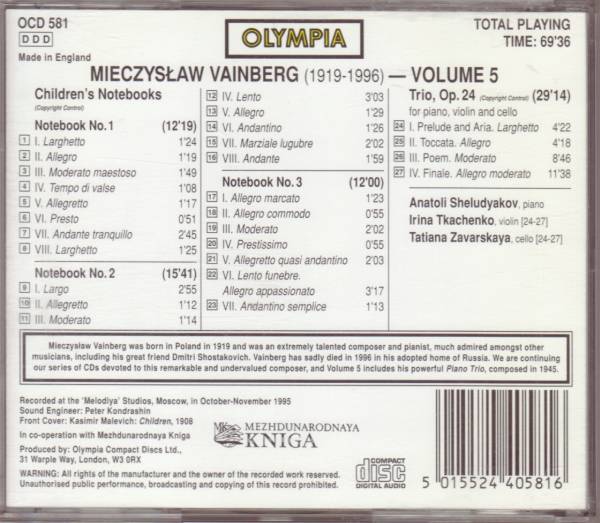 OCD 581
DDD
Made in England
OLYMPIA
TOTAL PLAYING
TIME: 69'36
MIECZYSŁAW VAINBERG (1919-1996) — VOLUME 5
Children's Notebooks
(Copyright Control)
Notebook No.1 (12'19)
1 I. Larghetto 1'24
2 II. Allegro 1'19
3 III. Moderato maestoso 1'49
4 IV. Tempo di valse 1'08
5 V. Allegretto 1'17
6 VI. Presto 0'51
7 VII. Andante tranquillo 2'45
8 VIII. Larghetto 1'25
Notebook No.2 (15'41)
9 I. Largo 2'55
10 II. Allegretto 1'12
11 III. Moderato 1'14
12 IV. Lento 3'03
13 V. Allegro 1'29
14 VI. Andantino 1'26
15 VII. Marziale lugubre 2'02
16 VIII. Andante 1'59
Notebook No.3 (12'00)
17 I. Allegro marcato 1'23
18 II. Allegro commodo 0'55
19 III. Moderato 2'02
20 IV. Prestissimo 0'55
21 V. Allegretto quasi andantino 2'03
22 VI. Lento funebre.
Allegro appassionato 3'17
23 VII. Andantino semplice 1'13
Trio, Op.24 (Copyright Control) (29'14)
for piano, violin and cello
24 I. Prelude and Aria. Larghetto 4'22
25 II. Toccata. Allegro 4'18
26 III. Poem. Moderato 8'46
27 IV. Finale. Allegro moderato 11'38
Anatoli Sheludyakov, piano
Irina Tkachenko, violin [24-27]
Tatiana Zavarskaya, cello [24-27]
Mieczysław Vainberg was born in Poland in 1919 and was an extremely talented composer and pianist, much admired amongst other
musicians, including his great friend Dmitri Shostakovich. Vainberg has sadly died in 1996 in his adopted home of Russia. We are continuing
our series of CDs devoted to this remarkable and undervalued composer, and Volume 5 includes his powerful Piano Trio, composed in 1945.
Recorded at the 'Melodiya' Studios, Moscow, in October-November 1995
Sound Engineer: Peter Kondrashin
Front Cover: Kasimir Malevich: Children, 1908
In co-operation with Mezhdunarodnaya Kniga
Produced by: Olympia Compact Discs Ltd.,
31 Warple Way, London, W3 0RX
WARNING: All rights of the manufacturer and the owner of the recorded work reserved.
Unauthorised public performance, broadcasting and copying of this record prohibited.
MK MEZHDUNARODNAYA
KNIGA
COMPACT
disc
DIGITAL AUDIO
5 015524 405816